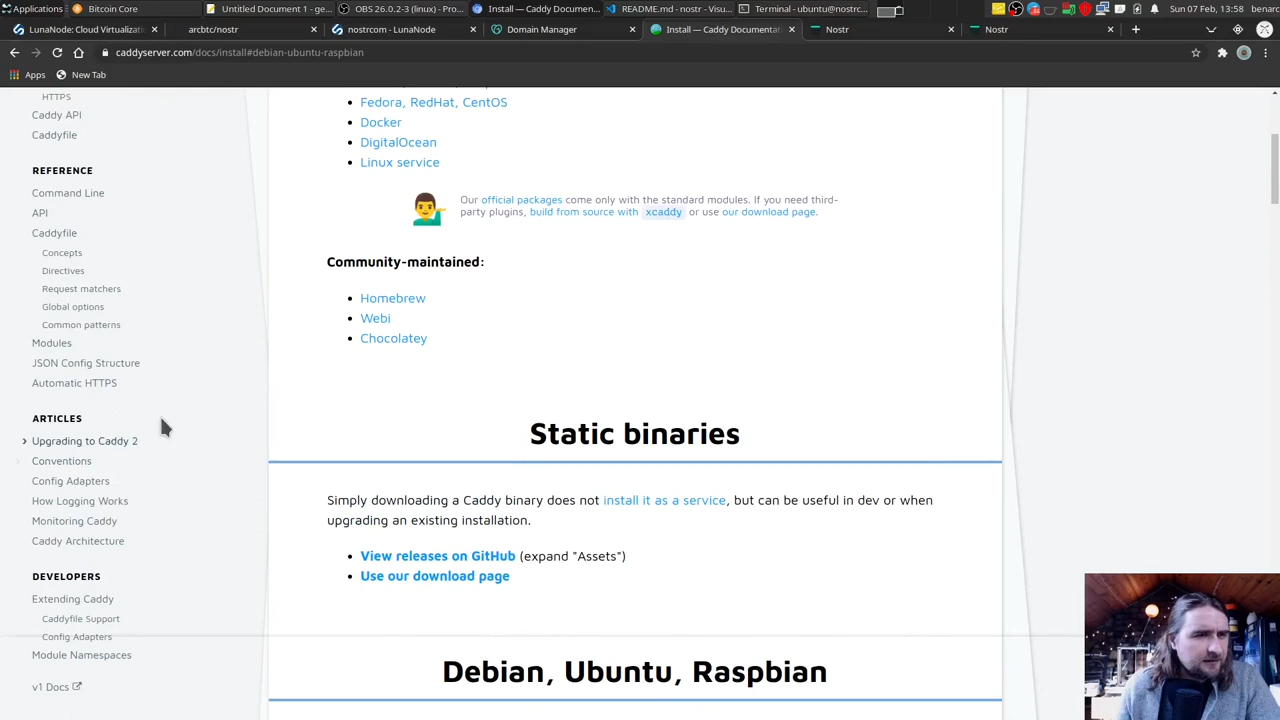 Applications
Bitcoin Core
Untitled Document 1 - ge...
OBS 26.0.2-3 (linux) - Pro...
Install — Caddy Documen...
README.md - nostr - Visu...
Terminal - ubuntu@nostrc...
Sun 07 Feb, 13:58
benarc
LunaNode: Cloud Virtualizati
arcbtc/nostr
nostrcom - LunaNode
Domain Manager
Install — Caddy Documentati
Nostr
Nostr
caddyserver.com/docs/install#debian-ubuntu-raspbian
Apps
New Tab
HTTPS
Caddy API
Caddyfile
REFERENCE
Command Line
API
Caddyfile
Concepts
Directives
Request matchers
Global options
Common patterns
Modules
JSON Config Structure
Automatic HTTPS
ARTICLES
Upgrading to Caddy 2
Conventions
Config Adapters
How Logging Works
Monitoring Caddy
Caddy Architecture
DEVELOPERS
Extending Caddy
Caddyfile Support
Config Adapters
Module Namespaces
v1 Docs
Fedora, RedHat, CentOS
Docker
DigitalOcean
Linux service
Our official packages come only with the standard modules. If you need third-
party plugins, build from source with xcaddy or use our download page.
Community-maintained:
Homebrew
Webi
Chocolatey
Static binaries
Simply downloading a Caddy binary does not install it as a service, but can be useful in dev or when
upgrading an existing installation.
View releases on GitHub (expand "Assets")
Use our download page
Debian, Ubuntu, Raspbian